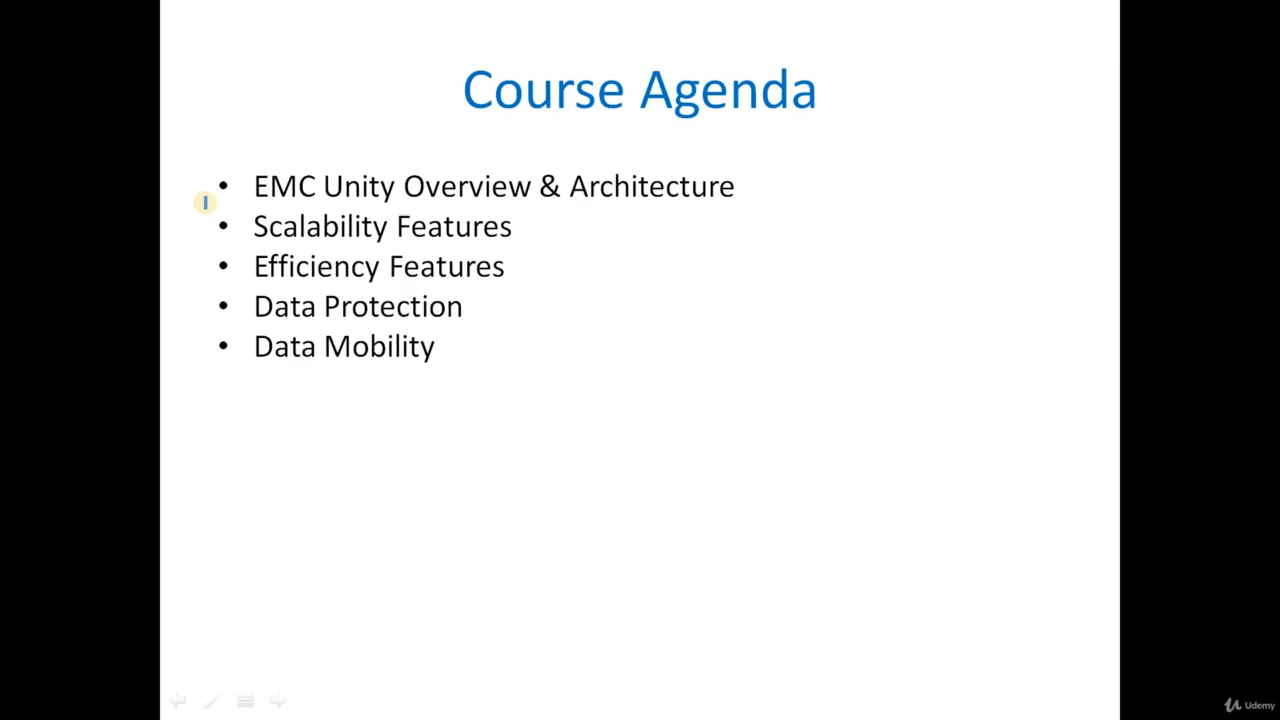 Course Agenda
• EMC Unity Overview & Architecture
• Scalability Features
• Efficiency Features
• Data Protection
• Data Mobility
Udemy